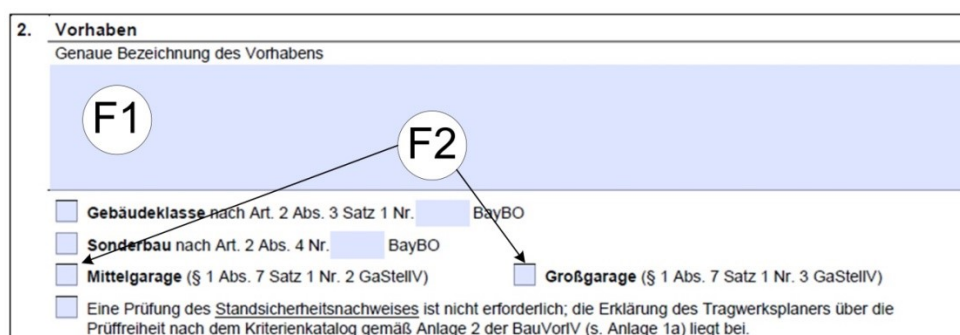 2. Vorhaben
Genaue Bezeichnung des Vorhabens
F1
F2
Gebäudeklasse nach Art. 2 Abs. 3 Satz 1 Nr. BayBO
Sonderbau nach Art. 2 Abs. 4 Nr. BayBO
Mittelgarage (§ 1 Abs. 7 Satz 1 Nr. 2 GaStellV) Großgarage (§ 1 Abs. 7 Satz 1 Nr. 3 GaStellV)
Eine Prüfung des Standsicherheitsnachweises ist nicht erforderlich; die Erklärung des Tragwerksplaners über die
Prüffreiheit nach dem Kriterienkatalog gemäß Anlage 2 der BauVorlV (s. Anlage 1a) liegt bei.